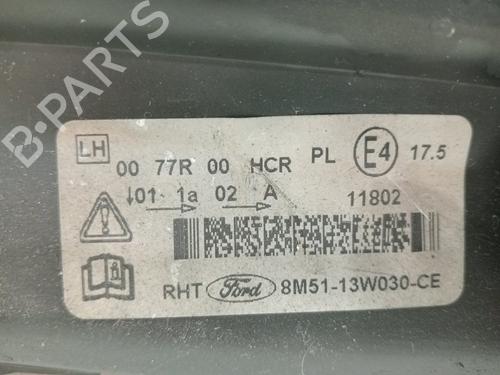 B-PARTS
LH
00 77R 00 HCR PL E4 17.5
↓01 1a 02 A 11802
RHT Ford 8M51-13W030-CE